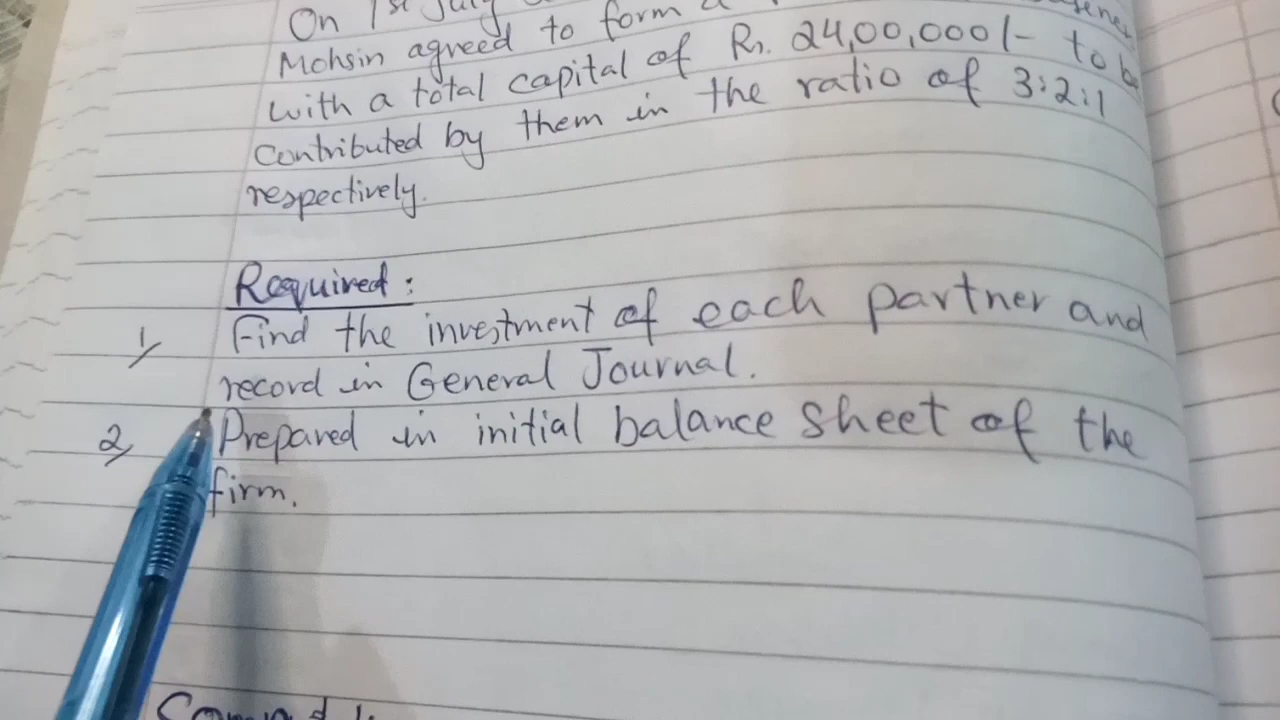 On 1st July
Mohsin agreed to form a
with a total capital of Rs. 24,00,000/- to be
contributed by them in the ratio of 3:2:1
respectively.
Required:
1/ Find the investment of each partner and
record in General Journal.
2/ Prepared in initial balance sheet of the
firm.